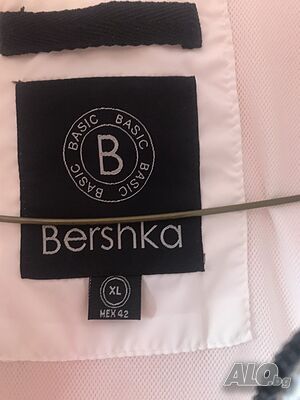 BASIC BASIC BASIC BASIC
B
Bershka
XL
MEX 42
ALO.bg